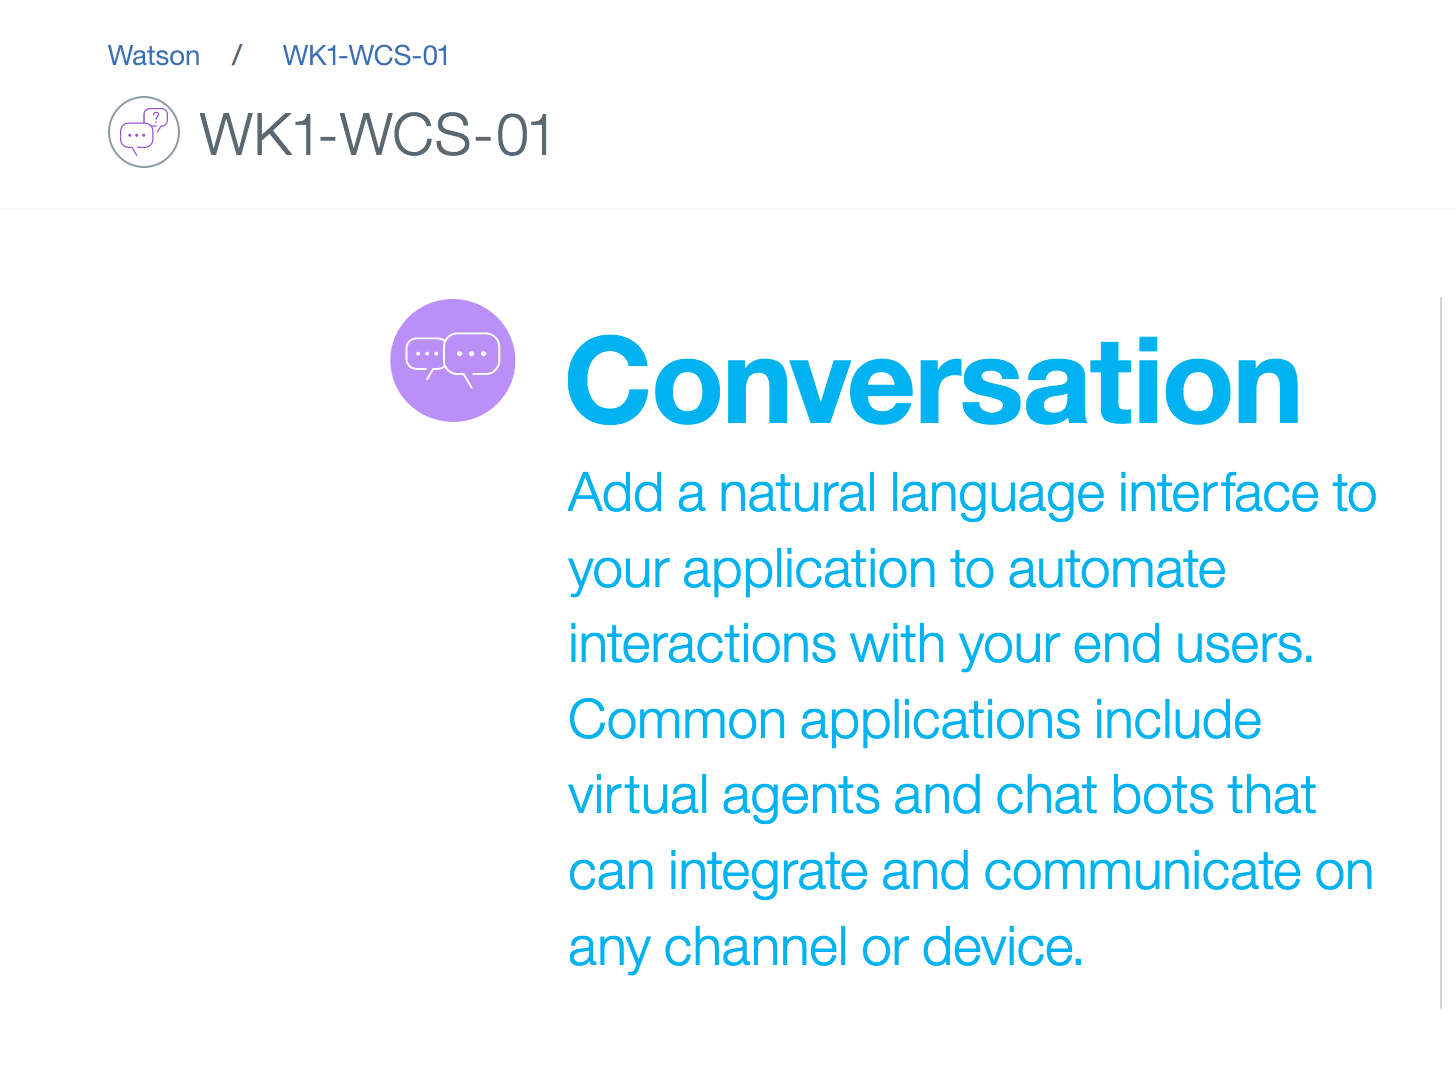 Watson / WK1-WCS-01
WK1-WCS-01
?
Conversation
Add a natural language interface to
your application to automate
interactions with your end users.
Common applications include
virtual agents and chat bots that
can integrate and communicate on
any channel or device.